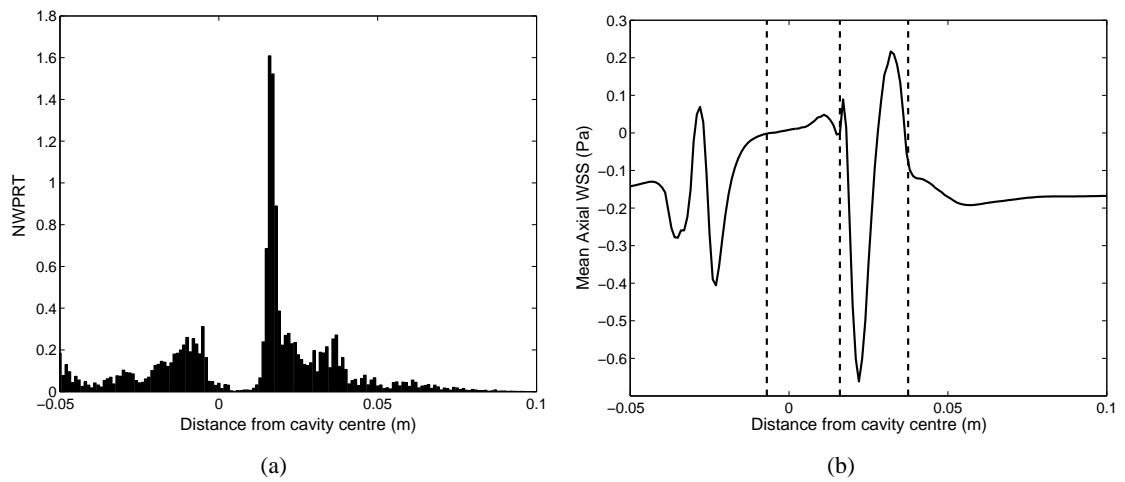 1.8
1.6
1.4
1.2
1
0.8
0.6
0.4
0.2
0
NWPRT
−0.05 0 0.05 0.1
Distance from cavity centre (m)
(a)
0.3
0.2
0.1
0
−0.1
−0.2
−0.3
−0.4
−0.5
−0.6
Mean Axial WSS (Pa)
−0.05 0 0.05 0.1
Distance from cavity centre (m)
(b)